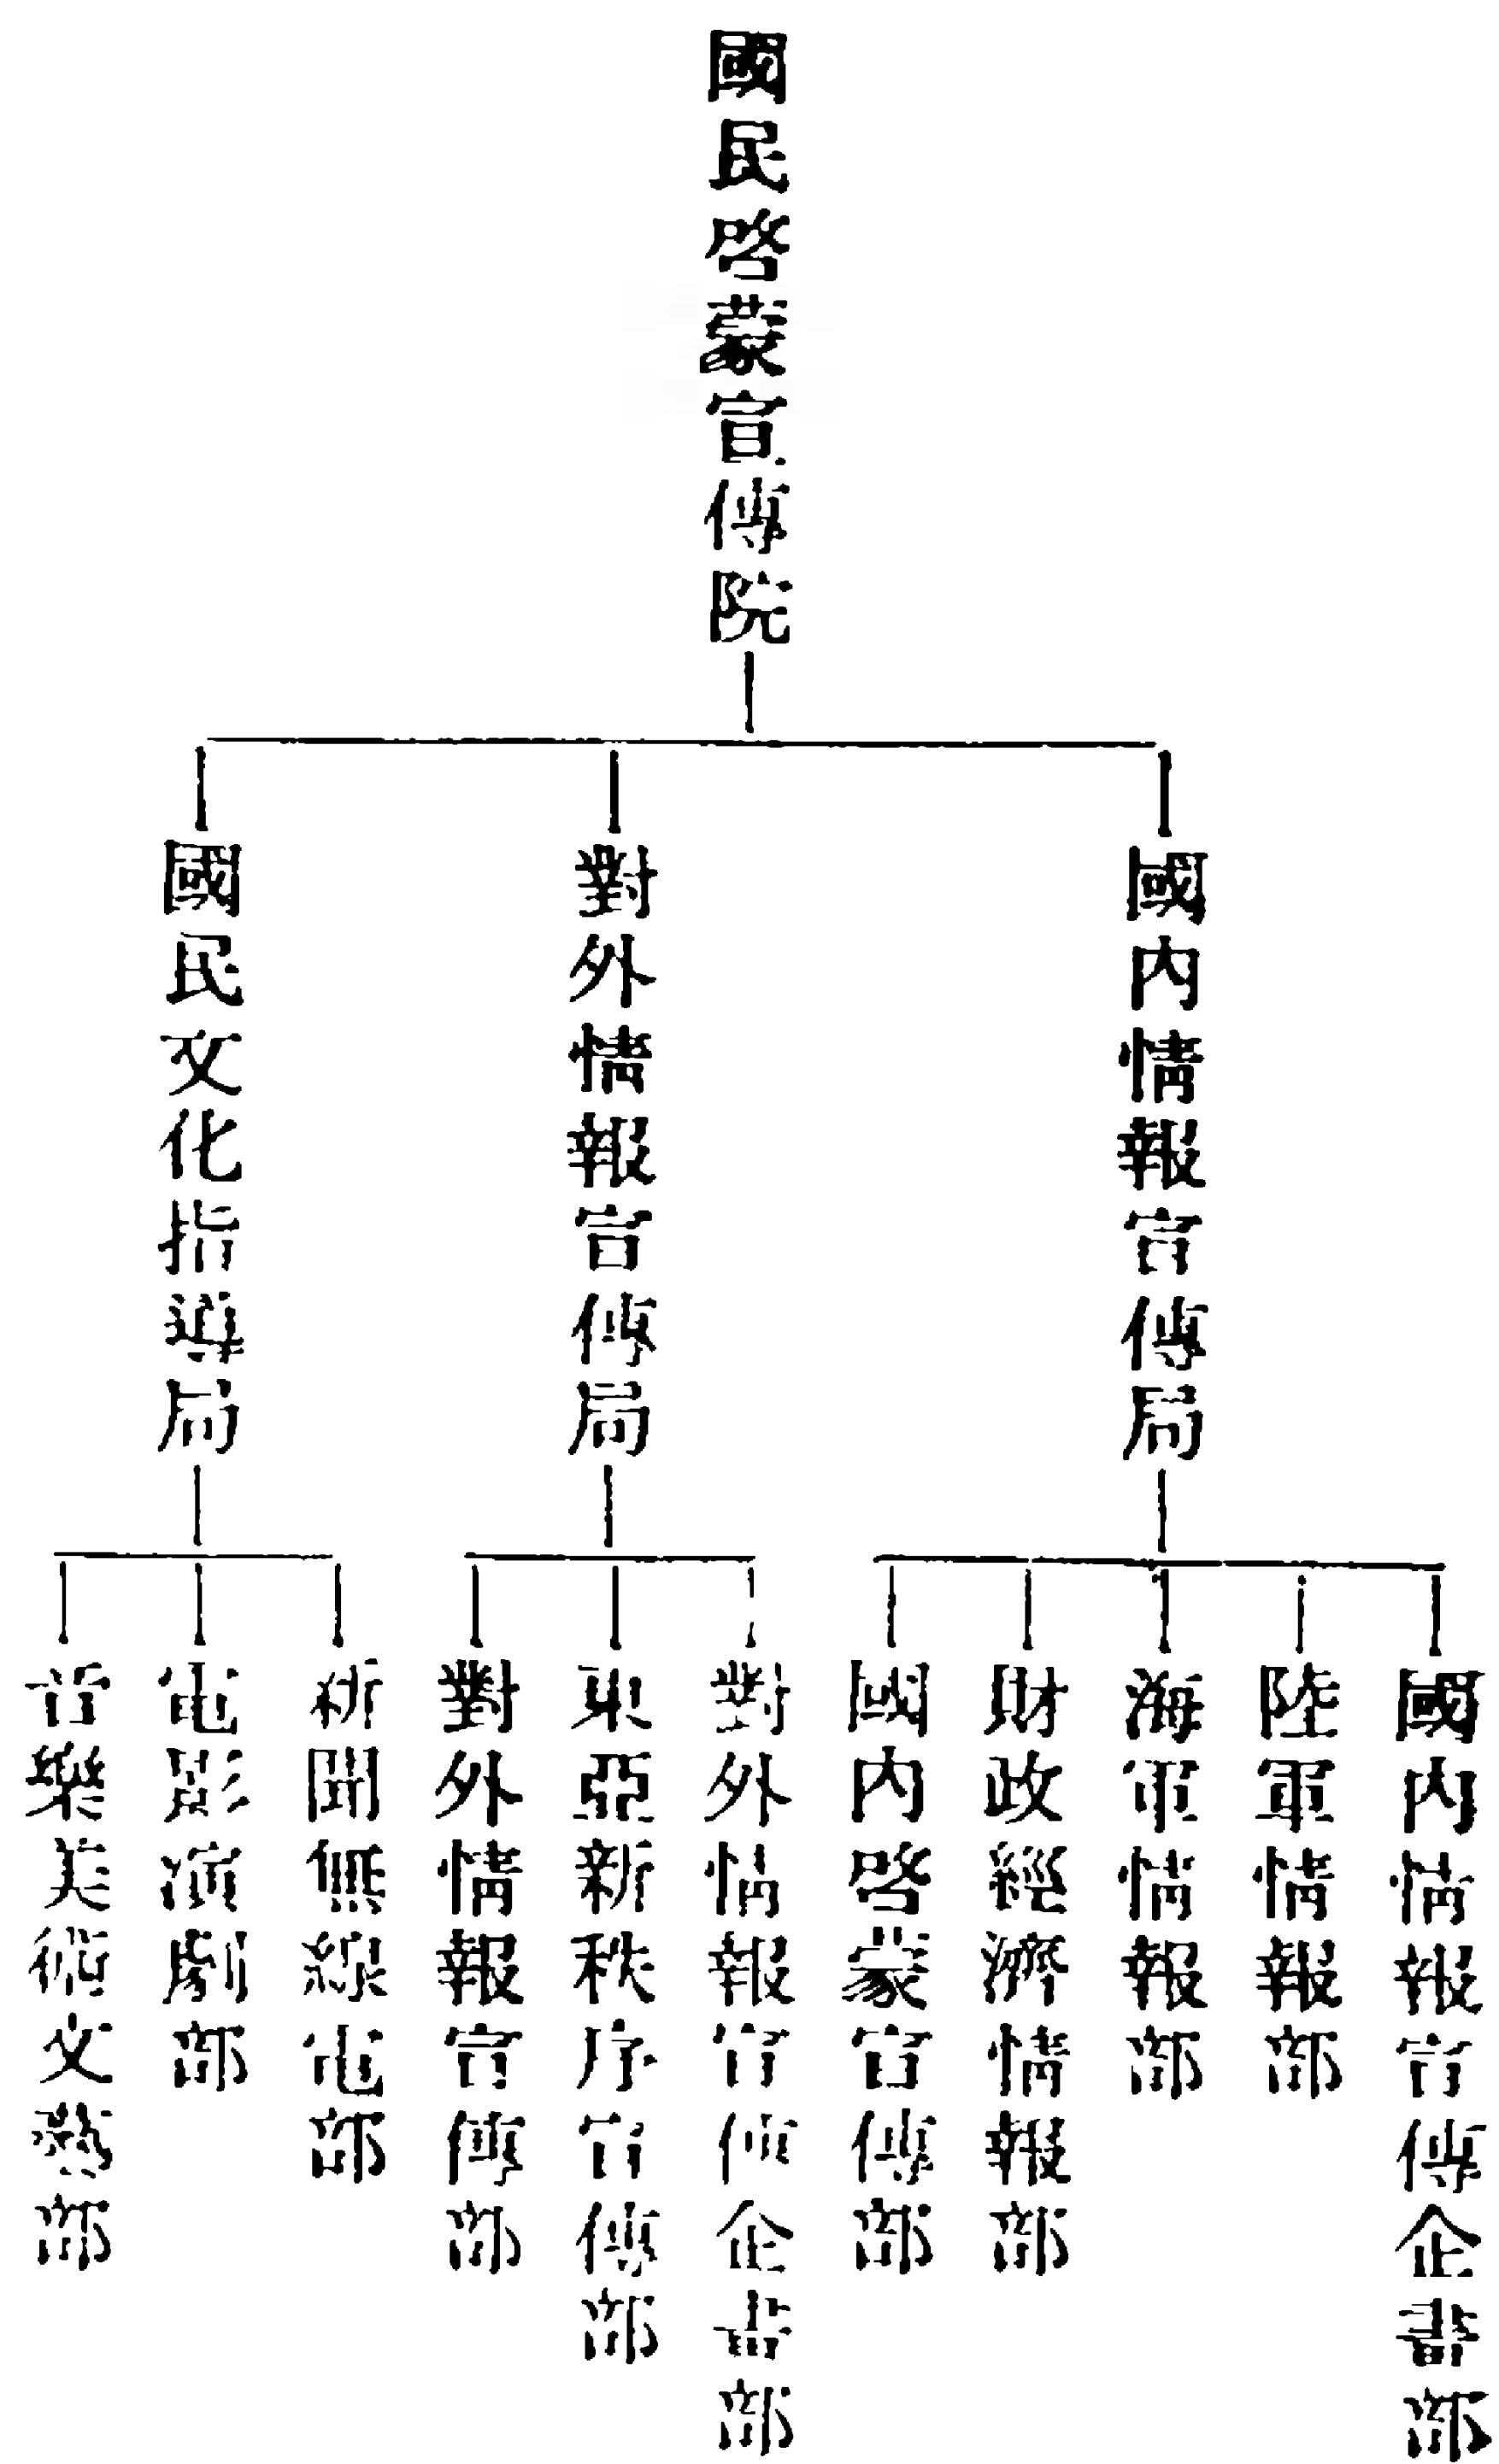 國民啓蒙宣傳院
國內情報宣傳局
對外情報宣傳局
國民文化指導局
國內情報宣傳企畫部
陸軍情報部
海軍情報部
財政經濟情報部
國內啓蒙宣傳部
對外情報宣傳企畫部
東亞新秩序宣傳部
對外情報宣傳部
新聞無線電部
電影演劇部
音樂美術文藝部